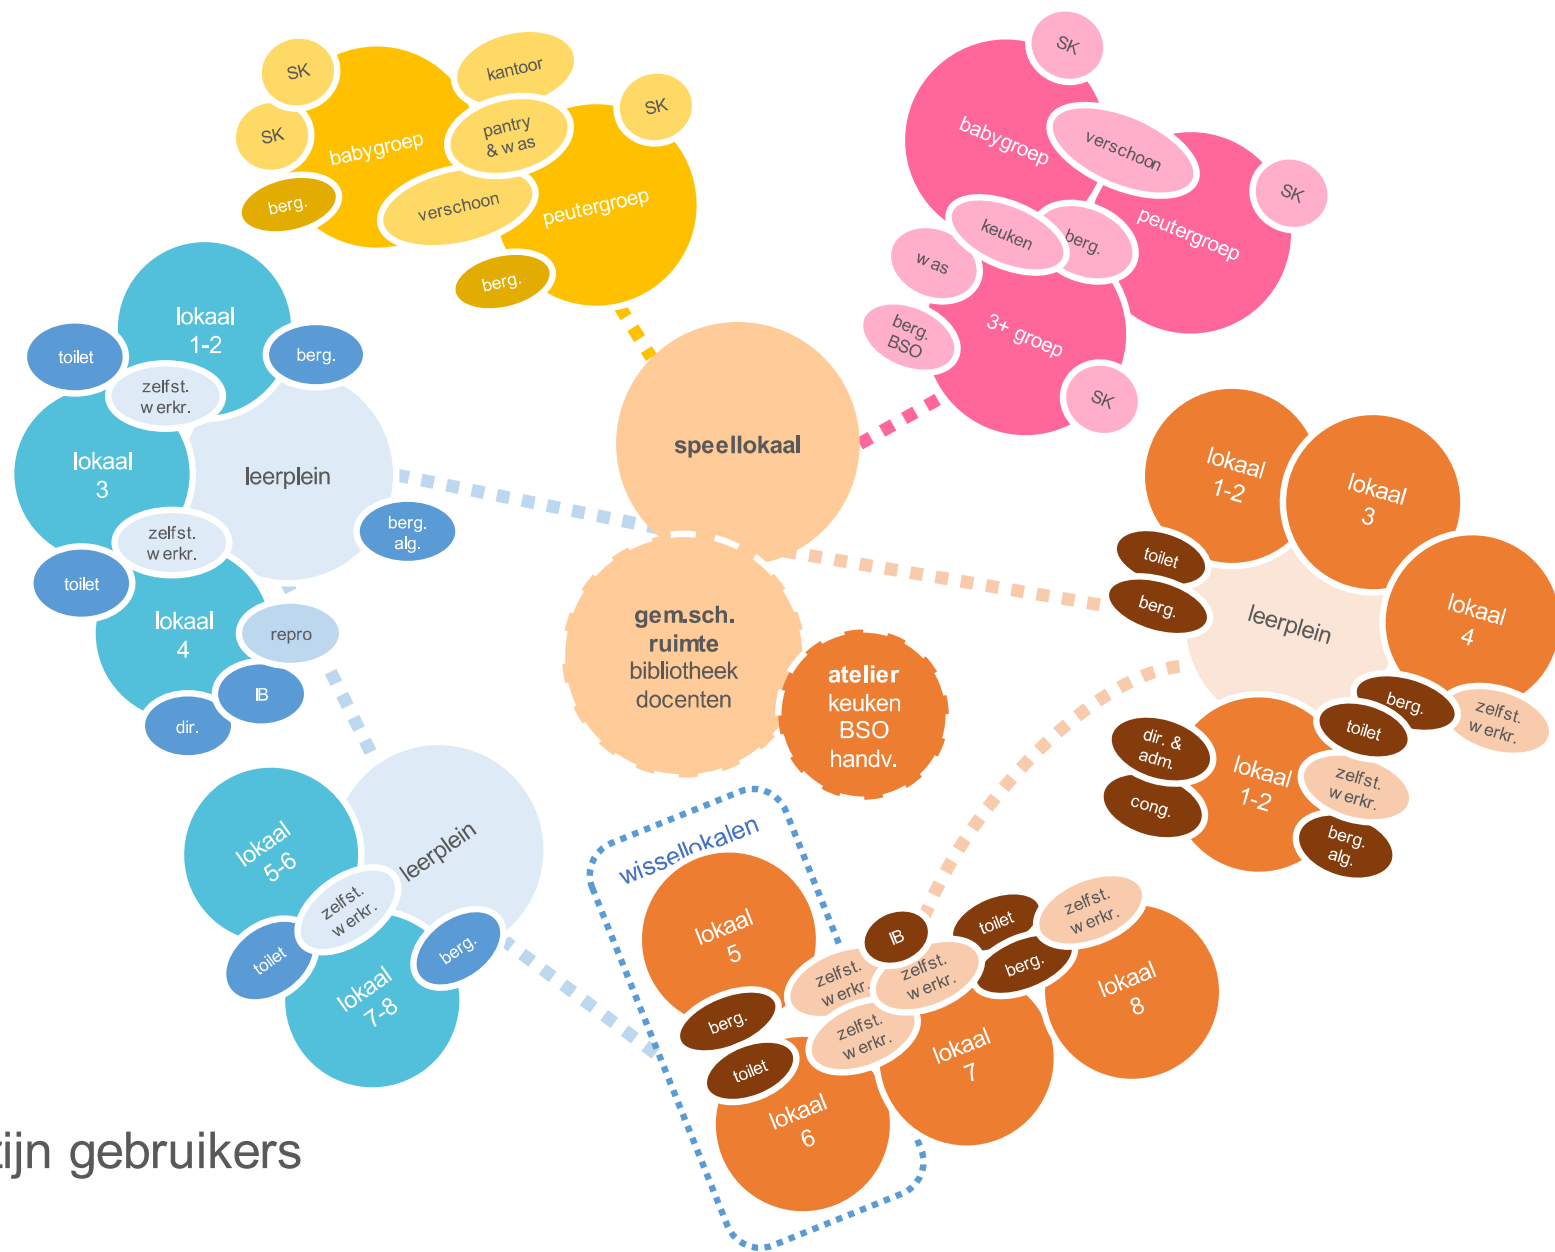 SK
kantoor
SK
SK
babygroep
pantry
& was
verschoon
peutergroep
berg.
berg.
SK
babygroep
verschoon
SK
peutergroep
keuken
berg.
was
berg.
BSO
3+ groep
SK
lokaal
1-2
toilet
berg.
zelfst.
werkr.
lokaal
3
leerplein
zelfst.
werkr.
berg.
alg.
toilet
lokaal
4
repro
IB
dir.
speellokaal
gem.sch.
ruimte
bibliotheek
docenten
atelier
keuken
BSO
handv.
lokaal
1-2
lokaal
3
toilet
berg.
leerplein
lokaal
4
berg.
zelfst.
werkr.
toilet
dir. &
adm.
lokaal
1-2
zelfst.
werkr.
cong.
berg.
alg.
lokaal
5-6
leerplein
zelfst.
werkr.
toilet
berg.
lokaal
7-8
wissellokalen
lokaal
5
IB
toilet
zelfst.
werkr.
zelfst.
werkr.
zelfst.
werkr.
berg.
lokaal
8
berg.
zelfst.
werkr.
toilet
lokaal
7
lokaal
6
zijn gebruikers